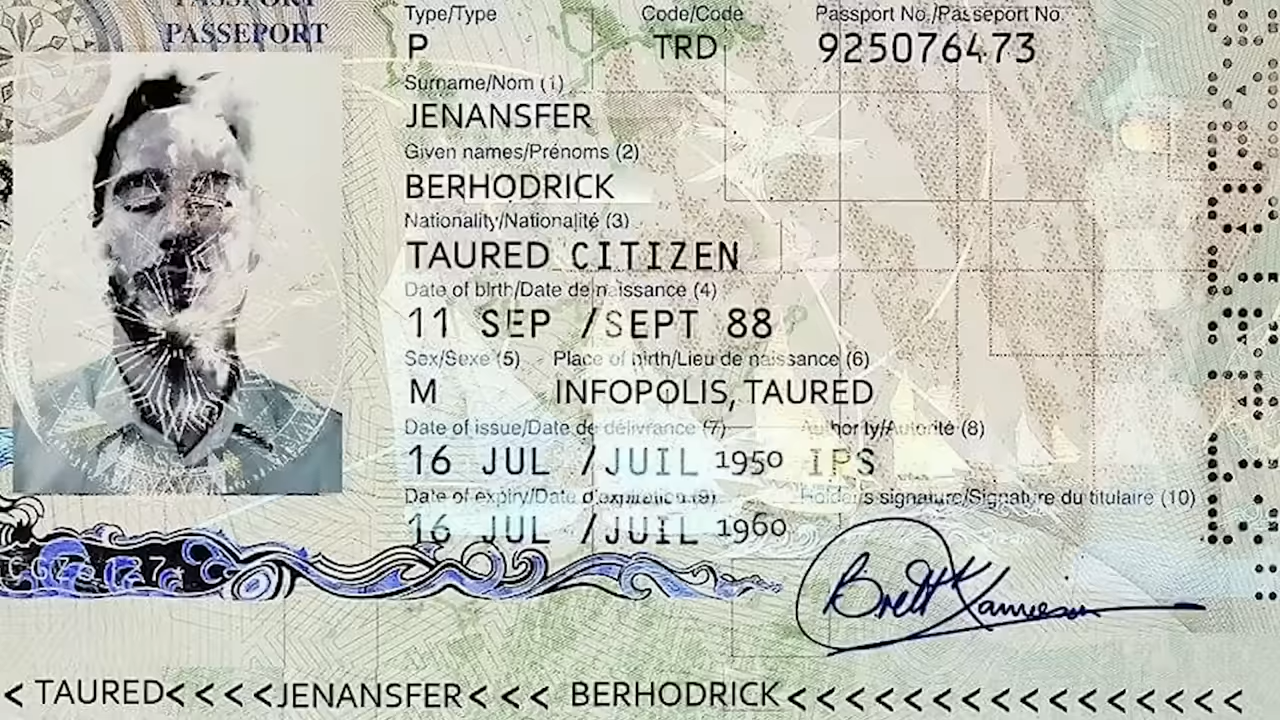 PASSPORT
PASSEPORT
Type/Type Code/Code Passport No./Passeport No.
P TRD 925076473
Surname/Nom (1)
JENANSFER
Given names/Prénoms (2)
BERHODRICK
Nationality/Nationalité (3)
TAURED CITIZEN
Date of birth/Date de naissance (4)
11 SEP /SEPT 88
Sex/Sexe (5) Place of birth/Lieu de naissance (6)
M INFOPOLIS, TAURED
Date of issue/Date de délivrance (7) Authority/Autorité (8)
16 JUL /JUIL 1950 IPS
Date of expiry/Date d'expiration (9) Holder's signature/Signature du titulaire (10)
16 JUL /JUIL 1960
< TAURED<<<<JENANSFER<<< BERHODRICK<<<<<<<<<<<<<<<<